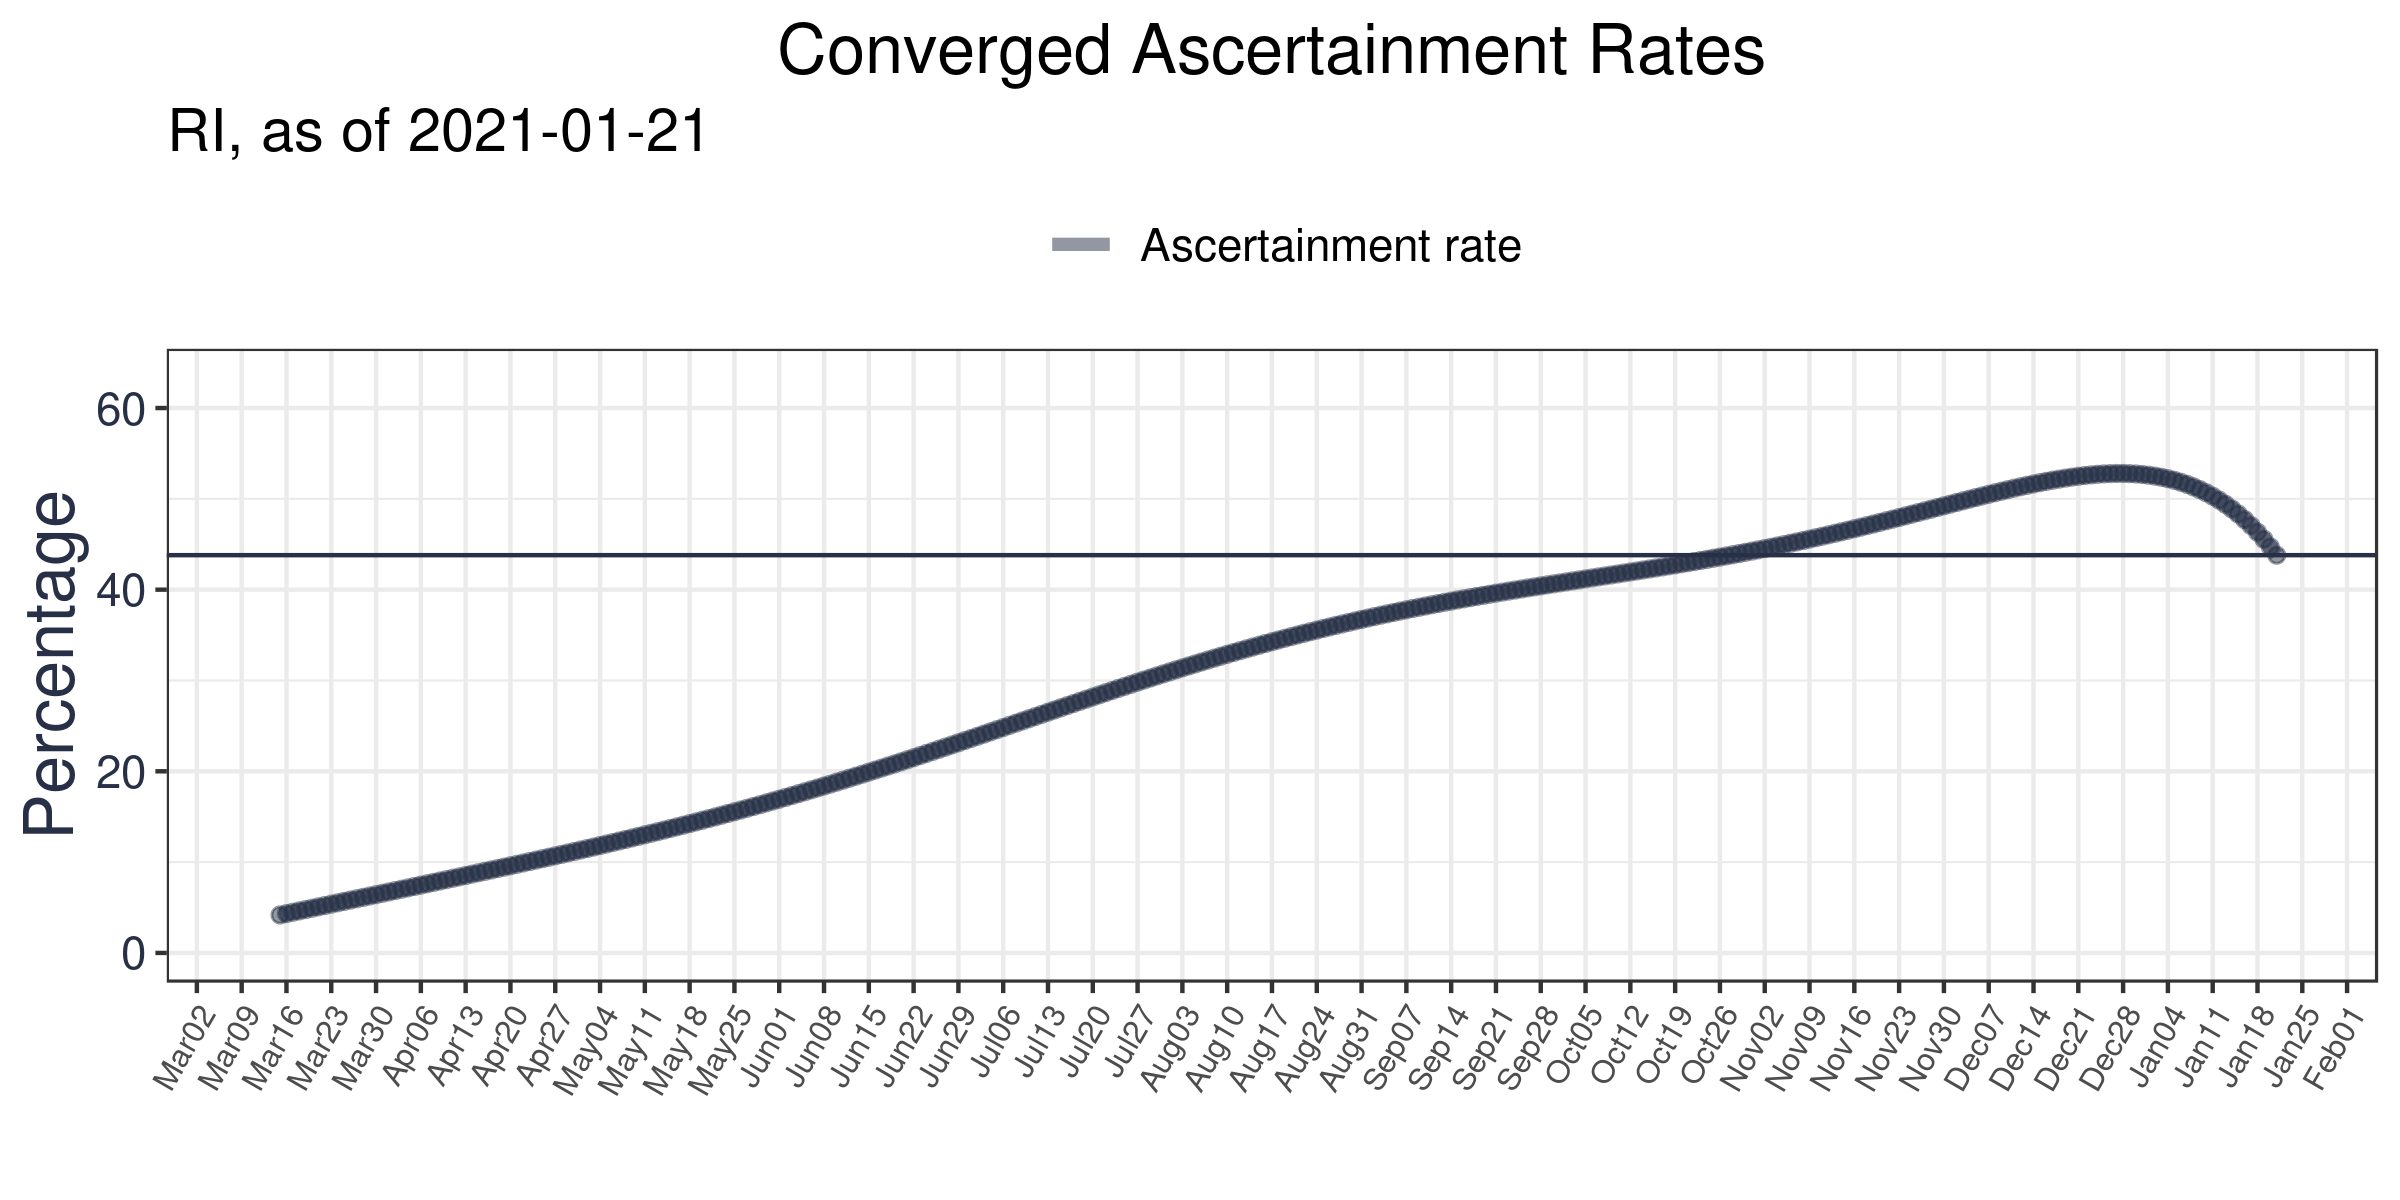 Converged Ascertainment Rates
RI, as of 2021-01-21
Ascertainment rate
Percentage
60
40
20
0
Mar02 Mar09 Mar16 Mar23 Mar30 Apr06 Apr13 Apr20 Apr27 May04 May11 May18 May25 Jun01 Jun08 Jun15 Jun22 Jun29 Jul06 Jul13 Jul20 Jul27 Aug03 Aug10 Aug17 Aug24 Aug31 Sep07 Sep14 Sep21 Sep28 Oct05 Oct12 Oct19 Oct26 Nov02 Nov09 Nov16 Nov23 Nov30 Dec07 Dec14 Dec21 Dec28 Jan04 Jan11 Jan18 Jan25 Feb01